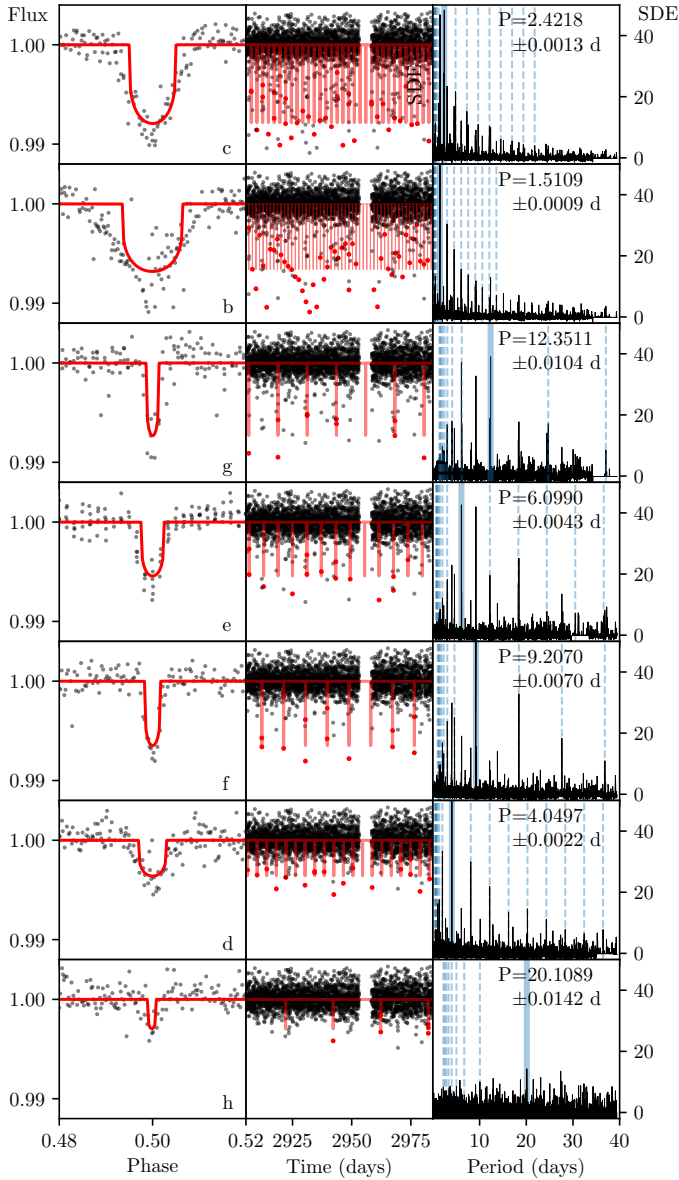 Flux
SDE
1.00
0.99
c
SDE
P=2.4218
±0.0013 d
40
20
0
1.00
0.99
b
P=1.5109
±0.0009 d
40
20
0
1.00
0.99
g
P=12.3511
±0.0104 d
40
20
0
1.00
0.99
e
P=6.0990
±0.0043 d
40
20
0
1.00
0.99
f
P=9.2070
±0.0070 d
40
20
0
1.00
0.99
d
P=4.0497
±0.0022 d
40
20
0
1.00
0.99
h
P=20.1089
±0.0142 d
40
20
0
0.48 0.50 0.52 2925 2950 2975 10 20 30 40
Phase Time (days) Period (days)